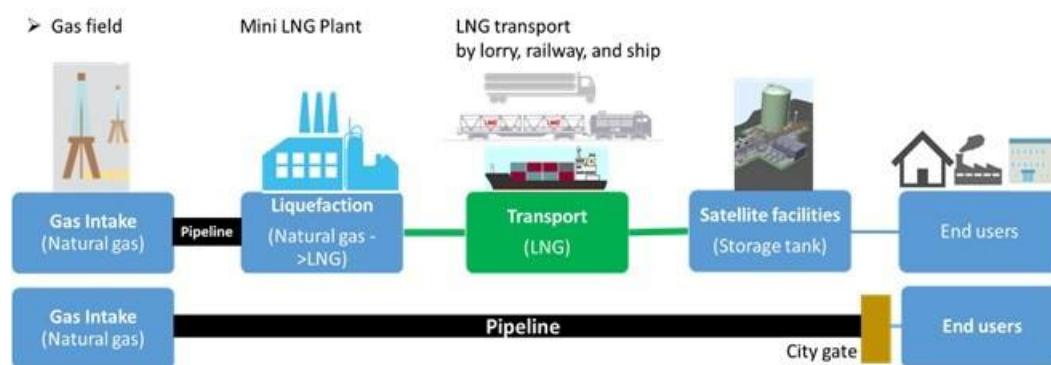 ➢ Gas field
Mini LNG Plant
LNG transport
by lorry, railway, and ship
LNG
LNG
Gas Intake
(Natural gas)
Pipeline
Liquefaction
(Natural gas -
>LNG)
Transport
(LNG)
Satellite facilities
(Storage tank)
End users
Gas Intake
(Natural gas)
Pipeline
City gate
End users